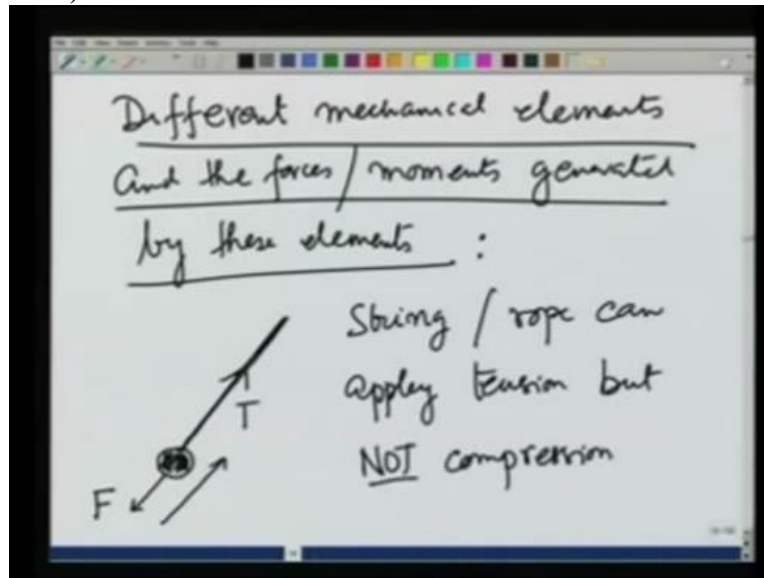 Different mechanical elements
and the forces / moments generated
by these elements :
String / rope can
T
apply tension but
NOT compression
F